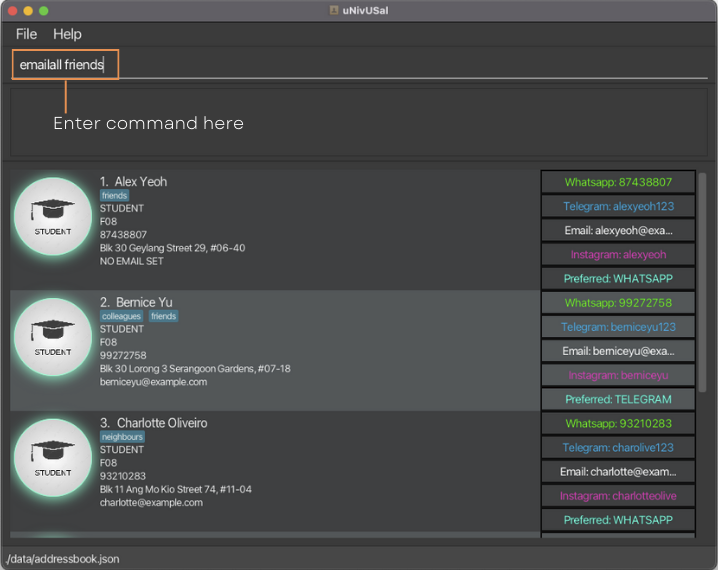 uNivUSal
File Help
emailall friends
Enter command here
1. Alex Yeoh
friends
STUDENT
F08
87438807
Blk 30 Geylang Street 29, #06-40
NO EMAIL SET
STUDENT
Whatsapp: 87438807
Telegram: alexyeoh123
Email: alexyeoh@exa...
Instagram: alexyeoh
Preferred: WHATSAPP
2. Bernice Yu
colleagues friends
STUDENT
F08
99272758
Blk 30 Lorong 3 Serangoon Gardens, #07-18
berniceyu@example.com
STUDENT
Whatsapp: 99272758
Telegram: berniceyu123
Email: berniceyu@exa...
Instagram: berniceyu
Preferred: TELEGRAM
3. Charlotte Oliveiro
neighbours
STUDENT
F08
93210283
Blk 11 Ang Mo Kio Street 74, #11-04
charlotte@example.com
STUDENT
Whatsapp: 93210283
Telegram: charolive123
Email: charlotte@exam...
Instagram: charlotteolive
Preferred: WHATSAPP
./data/addressbook.json